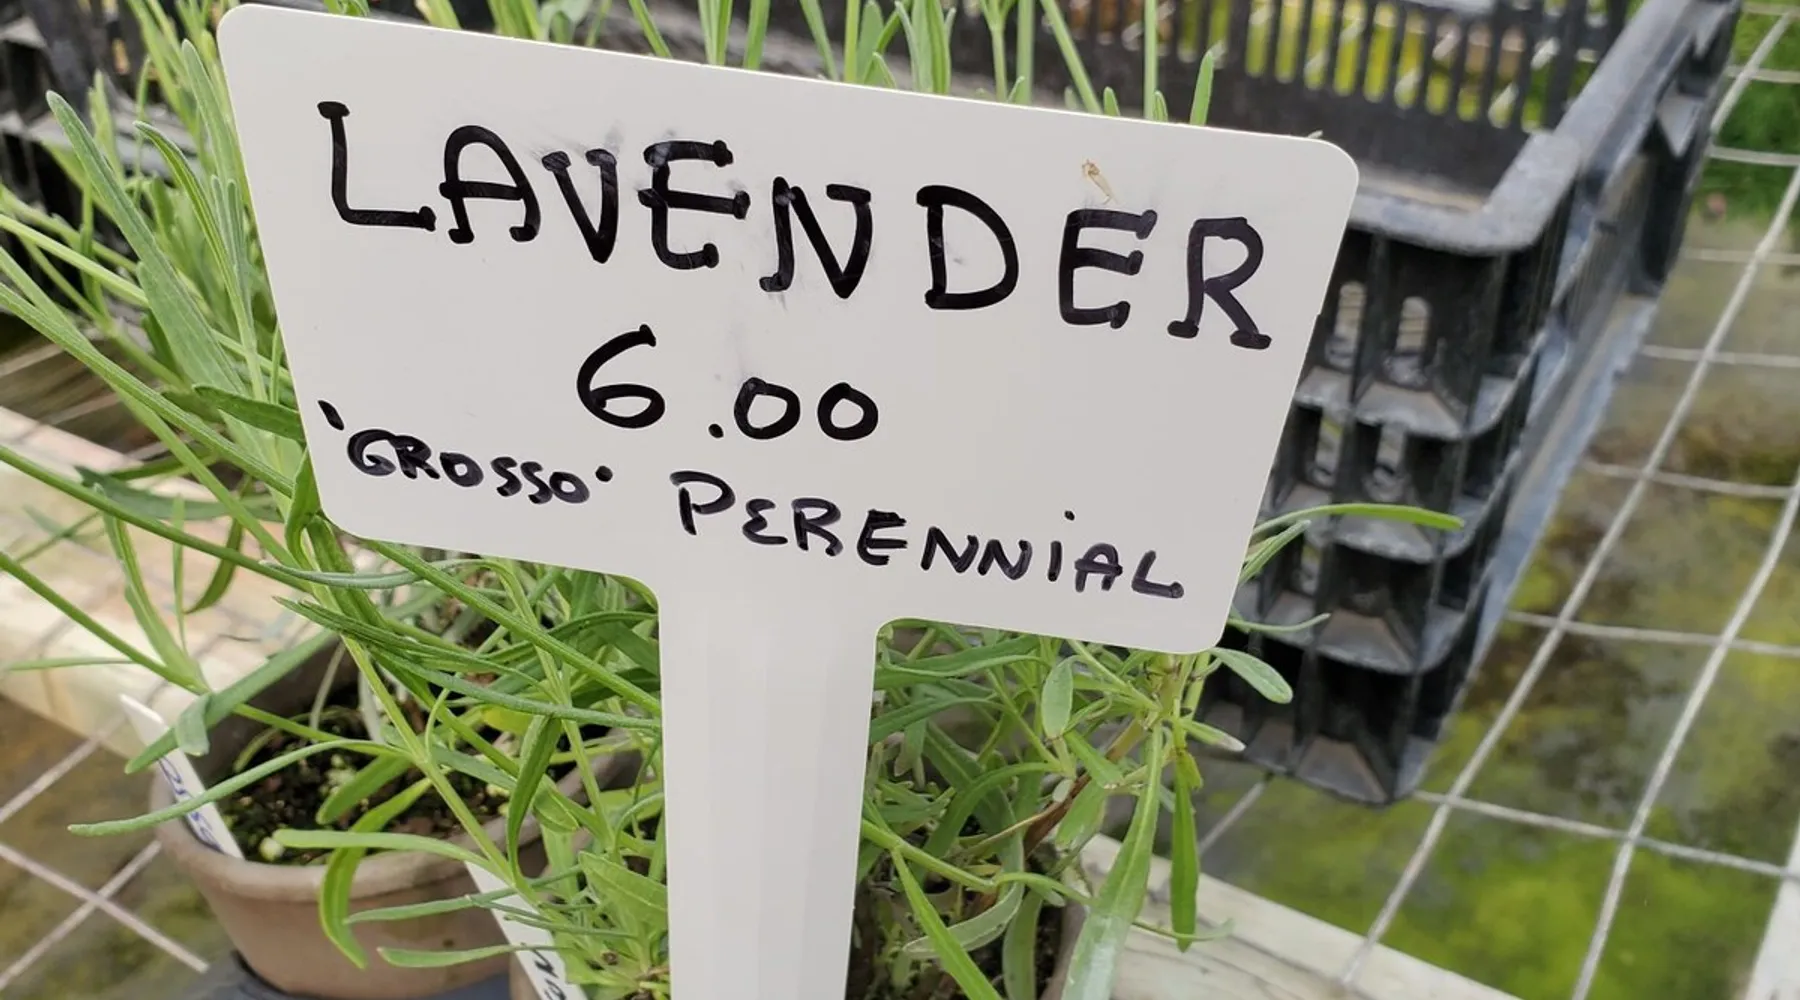 LAVENDER
6.00
'GROSSO' PERENNIAL